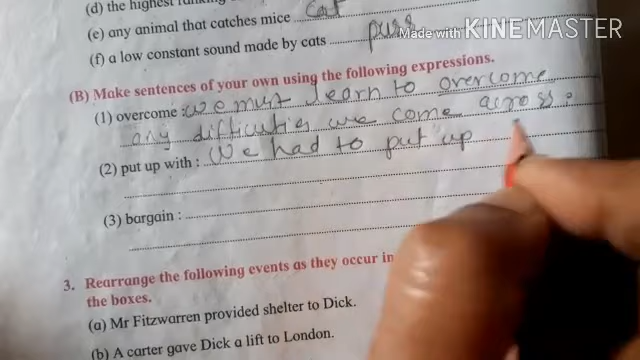 (d) the highest ranking
(e) any animal that catches mice cat
(f) a low constant sound made by cats purr
Made with KINEMASTER
(B) Make sentences of your own using the following expressions.
(1) overcome : we must learn to overcome
any difficulties we come across.
(2) put up with : We had to put up
(3) bargain :
3. Rearrange the following events as they occur in
the boxes.
(a) Mr Fitzwarren provided shelter to Dick.
(b) A carter gave Dick a lift to London.